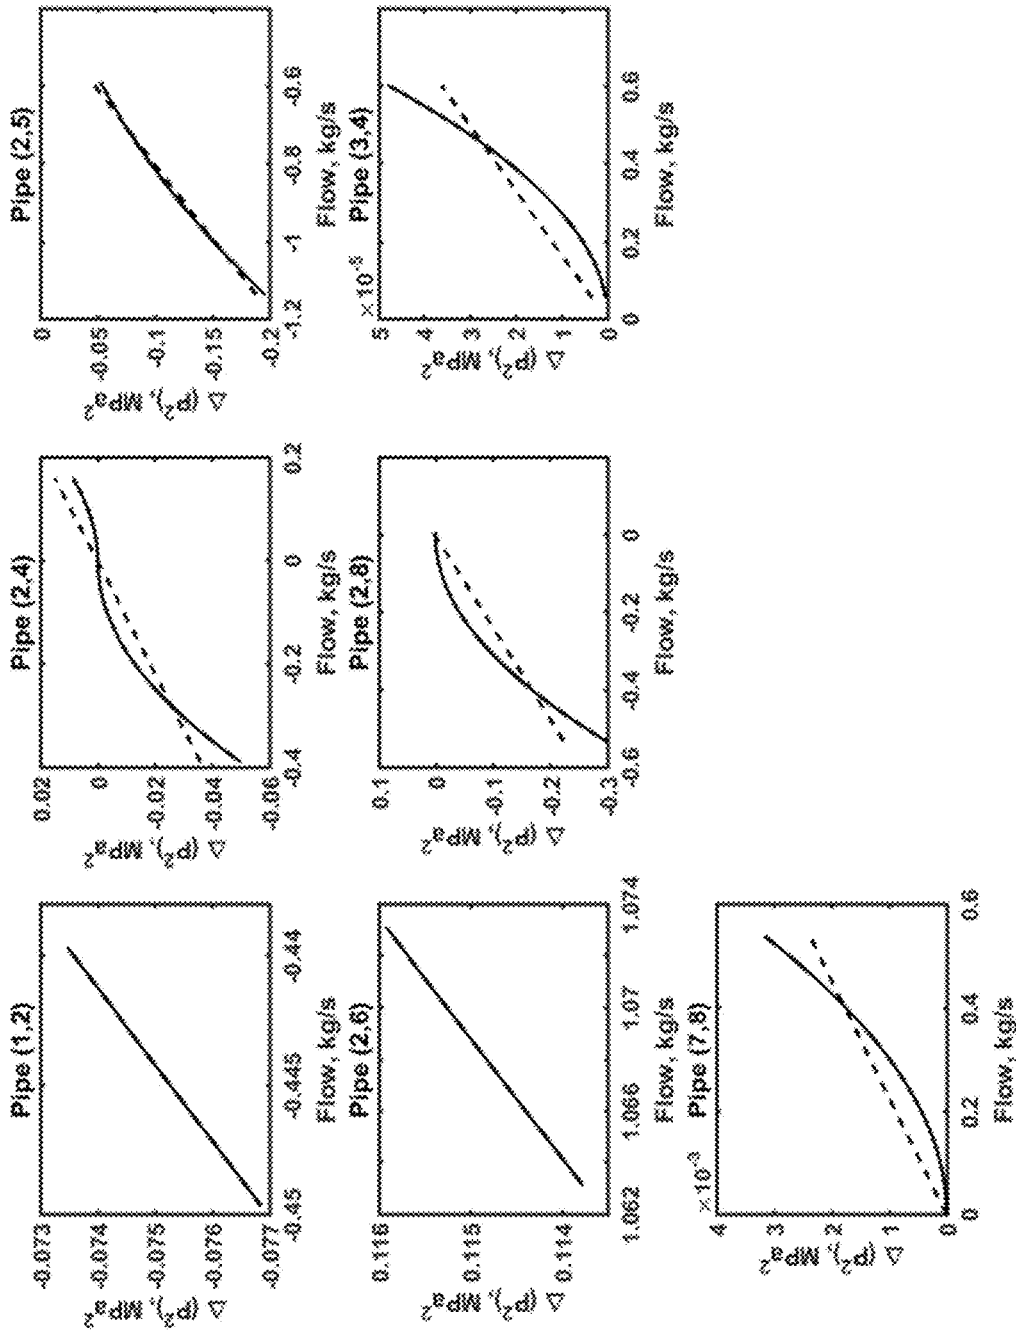 Pipe (1,2)
-0.073
-0.074
-0.075
-0.076
-0.077
-0.45
-0.445
-0.44
Δ (P²), MPa²
Flow, kg/s
Pipe (2,4)
0.02
0
-0.02
-0.04
-0.06
-0.4
-0.2
0
0.2
Δ (P²), MPa²
Flow, kg/s
Pipe (2,5)
0
-0.05
-0.1
-0.15
-0.2
-1.2
-1
-0.8
-0.6
Δ (P²), MPa²
Flow, kg/s
Pipe (2,6)
0.116
0.115
0.114
1.062
1.066
1.07
1.074
Δ (P²), MPa²
Flow, kg/s
Pipe (2,8)
0.1
0
-0.1
-0.2
-0.3
-0.6
-0.4
-0.2
0
Δ (P²), MPa²
Flow, kg/s
×10⁻⁵ Pipe (3,4)
5
4
3
2
1
0
0
0.2
0.4
0.6
Δ (P²), MPa²
Flow, kg/s
×10⁻³ Pipe (7,8)
4
3
2
1
0
0
0.2
0.4
0.6
Δ (P²), MPa²
Flow, kg/s